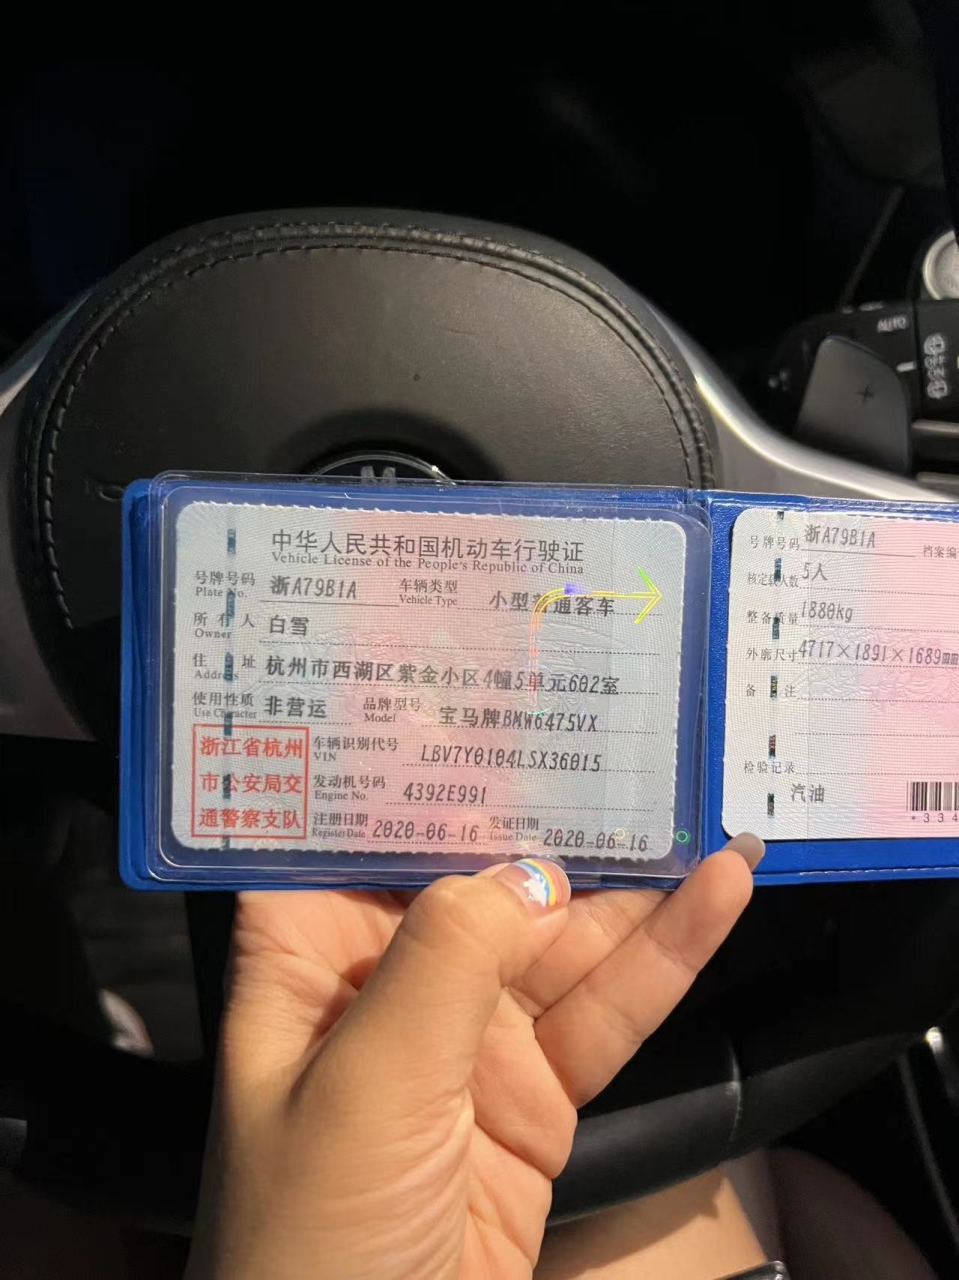 AUTO
OFF
ON
+
M
中华人民共和国机动车行驶证
Vehicle License of the People's Republic of China
号牌号码 浙A79B1A 车辆类型 小型普通客车
Plate No. Vehicle Type
所有人 白雪
Owner
住址 杭州市西湖区紫金小区4幢5单元602室
Address
使用性质 非营运 品牌型号 宝马牌BMW6475VX
Use Character Model
浙江省杭州
市公安局交
通警察支队
车辆识别代号 LBV7Y0104LSX36015
VIN
发动机号码 4392E991
Engine No.
注册日期 2020-06-16 发证日期 2020-06-16
Register Date Issue Date
号牌号码 浙A79B1A 档案编
核定载人数 5人
整备质量 1880kg
外廓尺寸 4717×1891×1689mm
备注
检验记录
汽油
*334